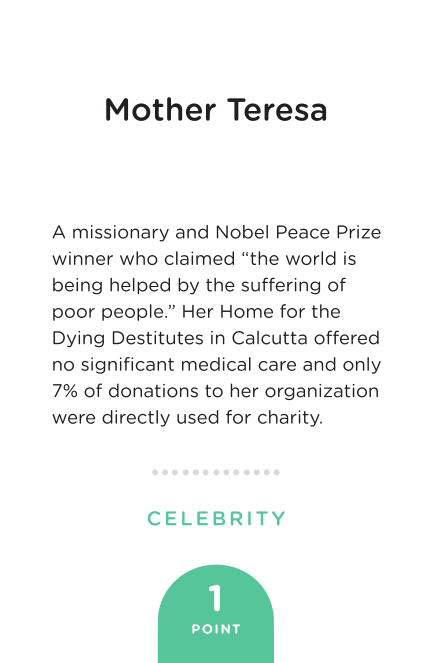 Mother Teresa
A missionary and Nobel Peace Prize
winner who claimed “the world is
being helped by the suffering of
poor people.” Her Home for the
Dying Destitutes in Calcutta offered
no significant medical care and only
7% of donations to her organization
were directly used for charity.
CELEBRITY
1
POINT